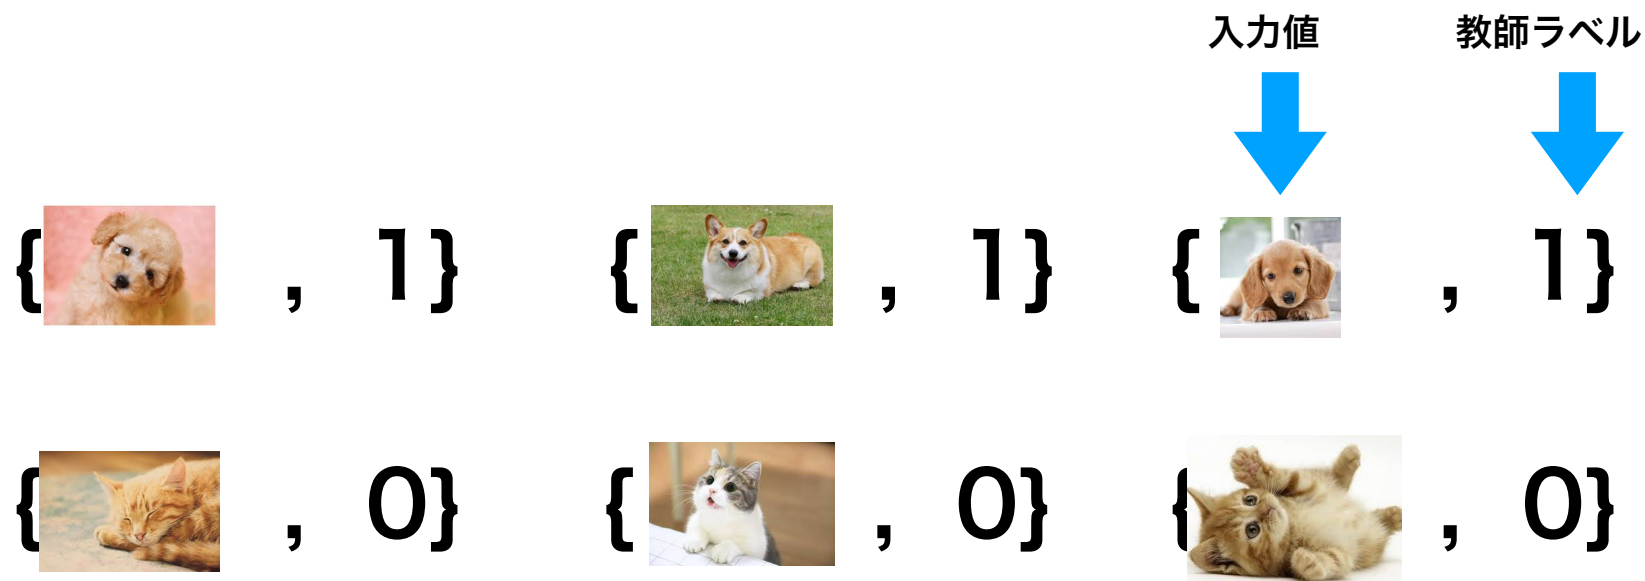 入力値 教師ラベル
{ , 1} { , 1} { , 1}
{ , 0} { , 0} { , 0}